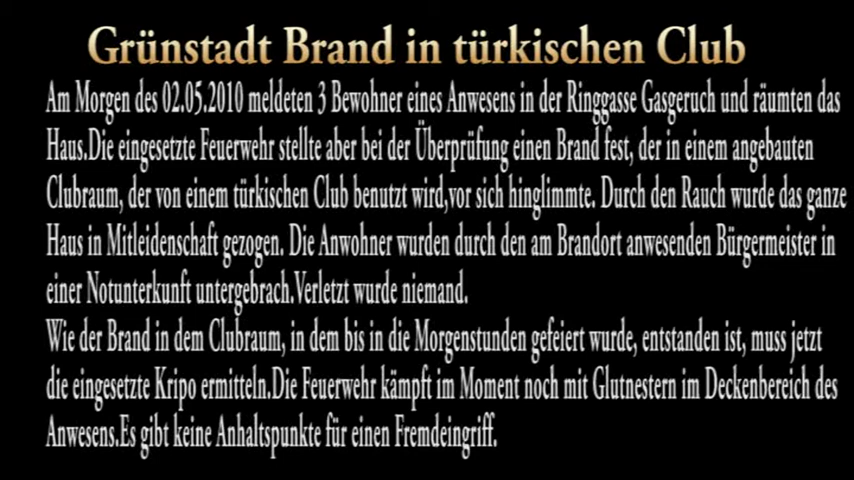 Grünstadt Brand in türkischen Club
Am Morgen des 02.05.2010 meldeten 3 Bewohner eines Anwesens in der Ringgasse Gasgeruch und räumten das
Haus.Die eingesetzte Feuerwehr stellte aber bei der Überprüfung einen Brand fest, der in einem angebauten
Clubraum, der von einem türkischen Club benutzt wird,vor sich hinglimmte. Durch den Rauch wurde das ganze
Haus in Mitleidenschaft gezogen. Die Anwohner wurden durch den am Brandort anwesenden Bürgermeister in
einer Notunterkunft untergebrach.Verletzt wurde niemand.
Wie der Brand in dem Clubraum, in dem bis in die Morgenstunden gefeiert wurde, entstanden ist, muss jetzt
die eingesetzte Kripo ermitteln.Die Feuerwehr kämpft im Moment noch mit Glutnestern im Deckenbereich des
Anwesens.Es gibt keine Anhaltspunkte für einen Fremdeingriff.